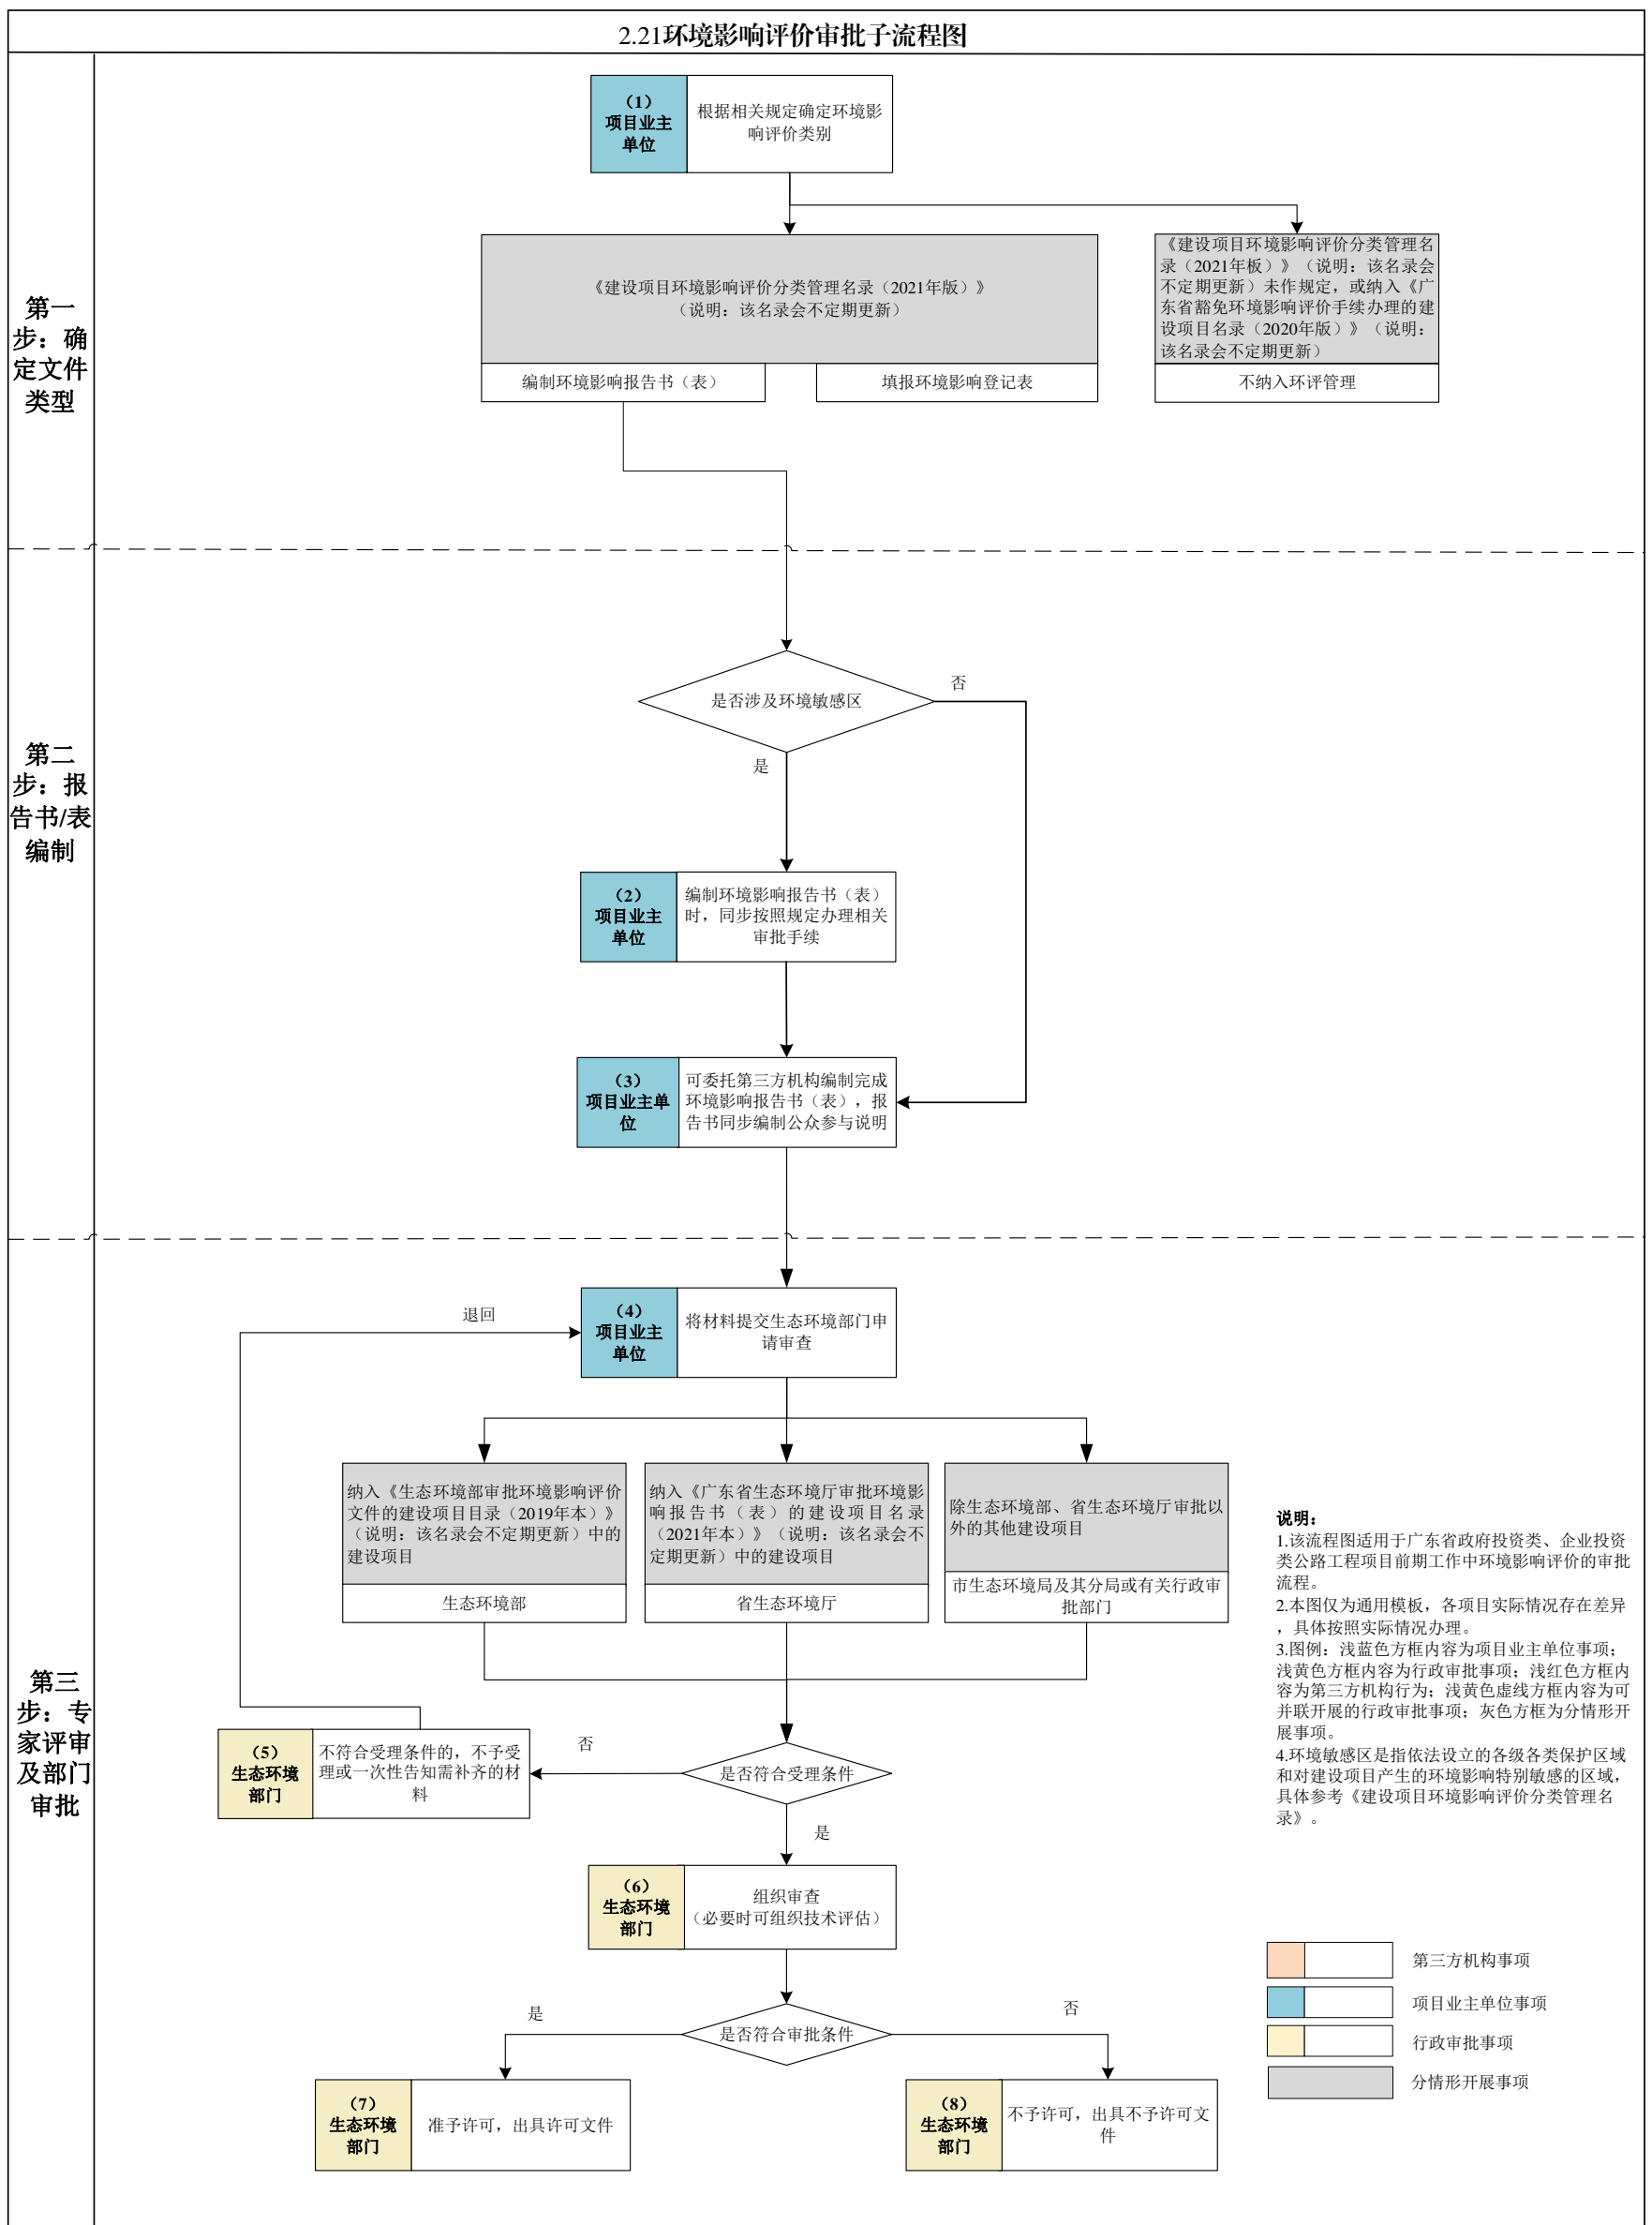 2.21环境影响评价审批子流程图
第一
步：确
定文件
类型
（1）
项目业主
单位
根据相关规定确定环境影
响评价类别
《建设项目环境影响评价分类管理名录（2021年版）》
（说明：该名录会不定期更新）
编制环境影响报告书（表）
填报环境影响登记表
《建设项目环境影响评价分类管理名
录（2021年板）》（说明：该名录会
不定期更新）未作规定，或纳入《广
东省豁免环境影响评价手续办理的建
设项目名录（2020年版）》（说明：
该名录会不定期更新）
不纳入环评管理
第二
步：报
告书/表
编制
是否涉及环境敏感区
否
是
（2）
项目业主
单位
编制环境影响报告书（表）
时，同步按照规定办理相关
审批手续
（3）
项目业主单
位
可委托第三方机构编制完成
环境影响报告书（表），报
告书同步编制公众参与说明
第三
步：专
家评审
及部门
审批
退回
（4）
项目业主
单位
将材料提交生态环境部门申
请审查
纳入《生态环境部审批环境影响评价
文件的建设项目目录（2019年本）》
（说明：该名录会不定期更新）中的
建设项目
生态环境部
纳入《广东省生态环境厅审批环境影
响报告书（表）的建设项目名录
（2021年本）》（说明：该名录会不
定期更新）中的建设项目
省生态环境厅
除生态环境部、省生态环境厅审批以
外的其他建设项目
市生态环境局及其分局或有关行政审
批部门
是否符合受理条件
否
（5）
生态环境
部门
不符合受理条件的，不予受
理或一次性告知需补齐的材
料
是
（6）
生态环境
部门
组织审查
（必要时可组织技术评估）
是否符合审批条件
是
否
（7）
生态环境
部门
准予许可，出具许可文件
（8）
生态环境
部门
不予许可，出具不予许可文
件
说明：
1.该流程图适用于广东省政府投资类、企业投资
类公路工程项目前期工作中环境影响评价的审批
流程。
2.本图仅为通用模板，各项目实际情况存在差异
，具体按照实际情况办理。
3.图例：浅蓝色方框内容为项目业主单位事项；
浅黄色方框内容为行政审批事项；浅红色方框内
容为第三方机构行为；浅黄色虚线方框内容为可
并联开展的行政审批事项；灰色方框为分情形开
展事项。
4.环境敏感区是指依法设立的各级各类保护区域
和对建设项目产生的环境影响特别敏感的区域，
具体参考《建设项目环境影响评价分类管理名
录》。
第三方机构事项
项目业主单位事项
行政审批事项
分情形开展事项